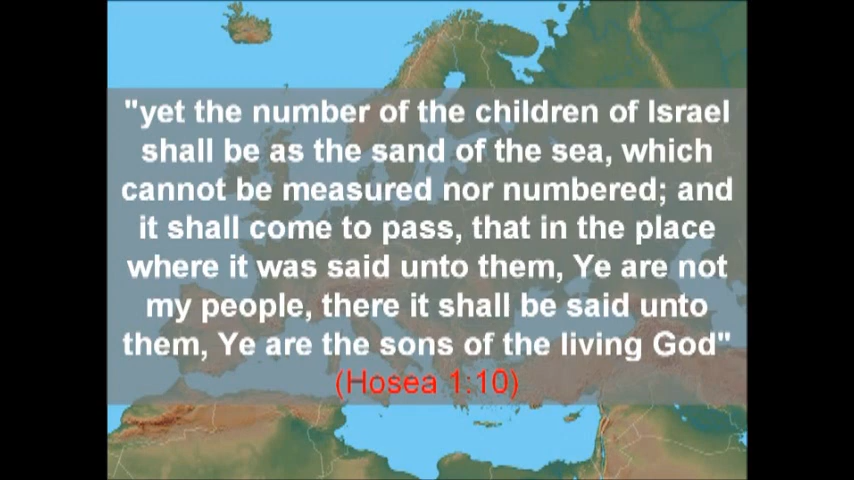 "yet the number of the children of Israel
shall be as the sand of the sea, which
cannot be measured nor numbered; and
it shall come to pass, that in the place
where it was said unto them, Ye are not
my people, there it shall be said unto
them, Ye are the sons of the living God"
(Hosea 1:10)